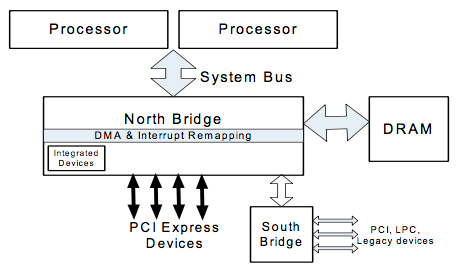 Processor
Processor
System Bus
North Bridge
DMA & Interrupt Remapping
Integrated
Devices
DRAM
PCI Express
Devices
South
Bridge
PCI, LPC,
Legacy devices